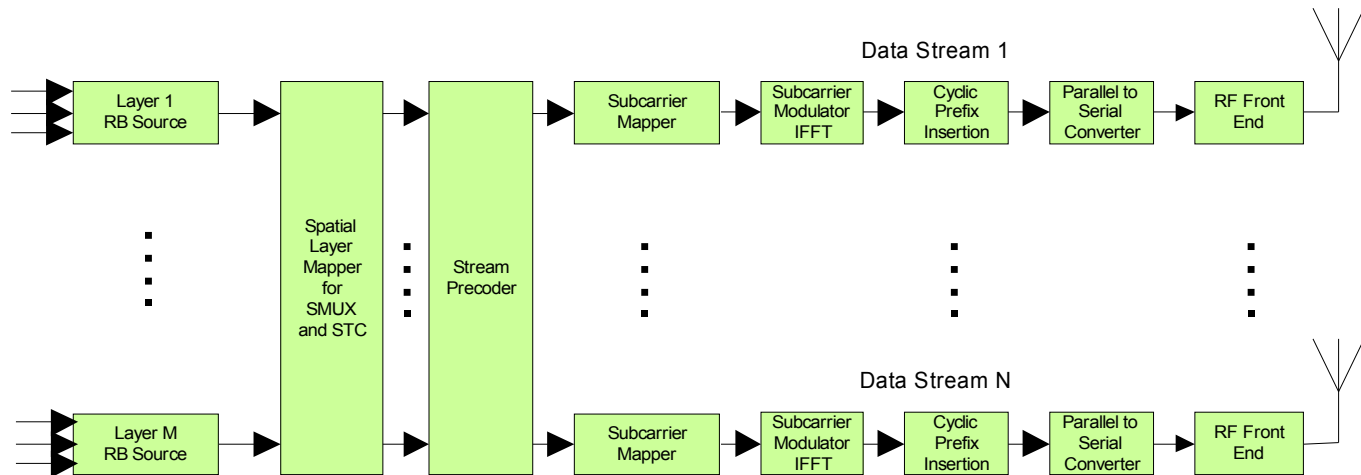 Data Stream 1
Layer 1
RB Source
Subcarrier
Mapper
Subcarrier
Modulator
IFFT
Cyclic
Prefix
Insertion
Parallel to
Serial
Converter
RF Front
End
Spatial
Layer
Mapper
for
SMUX
and STC
Stream
Precoder
Data Stream N
Layer M
RB Source
Subcarrier
Mapper
Subcarrier
Modulator
IFFT
Cyclic
Prefix
Insertion
Parallel to
Serial
Converter
RF Front
End